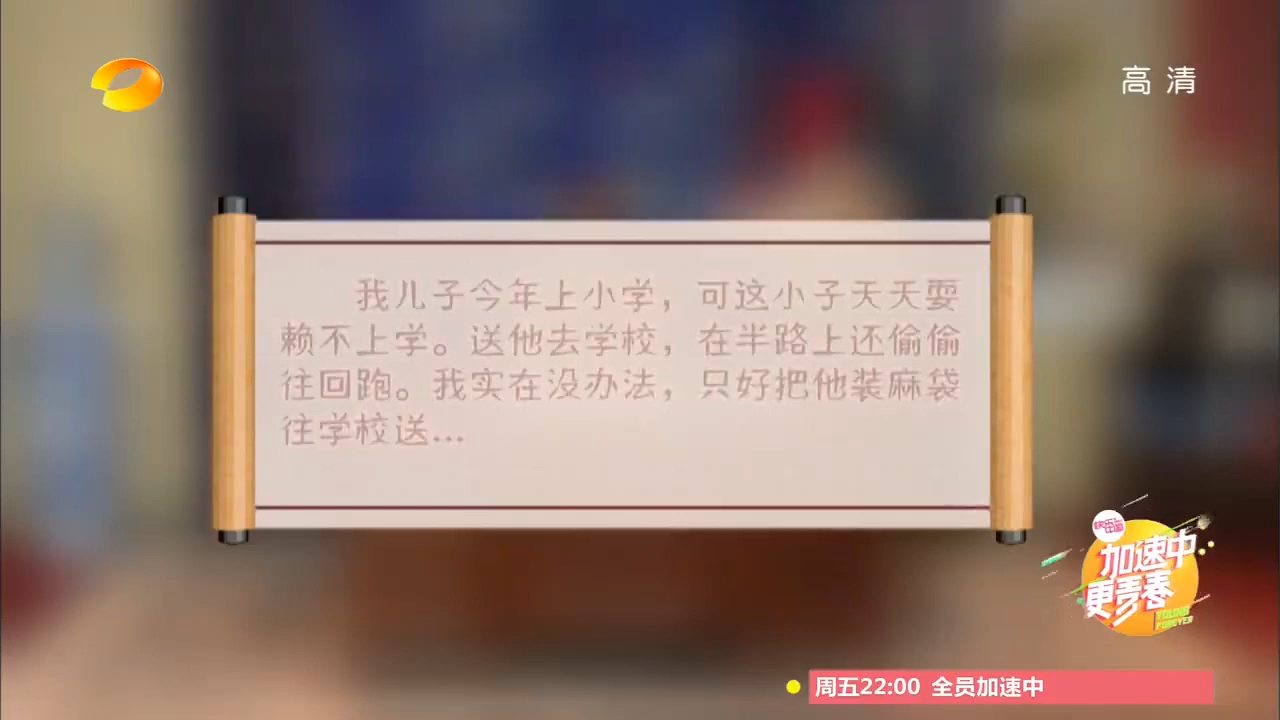 高清
我儿子今年上小学，可这小子天天耍
赖不上学。送他去学校，在半路上还偷偷
往回跑。我实在没办法，只好把他装麻袋
往学校送...
加速中
更青春
YOUNG
FOREVER
周五22:00 全员加速中